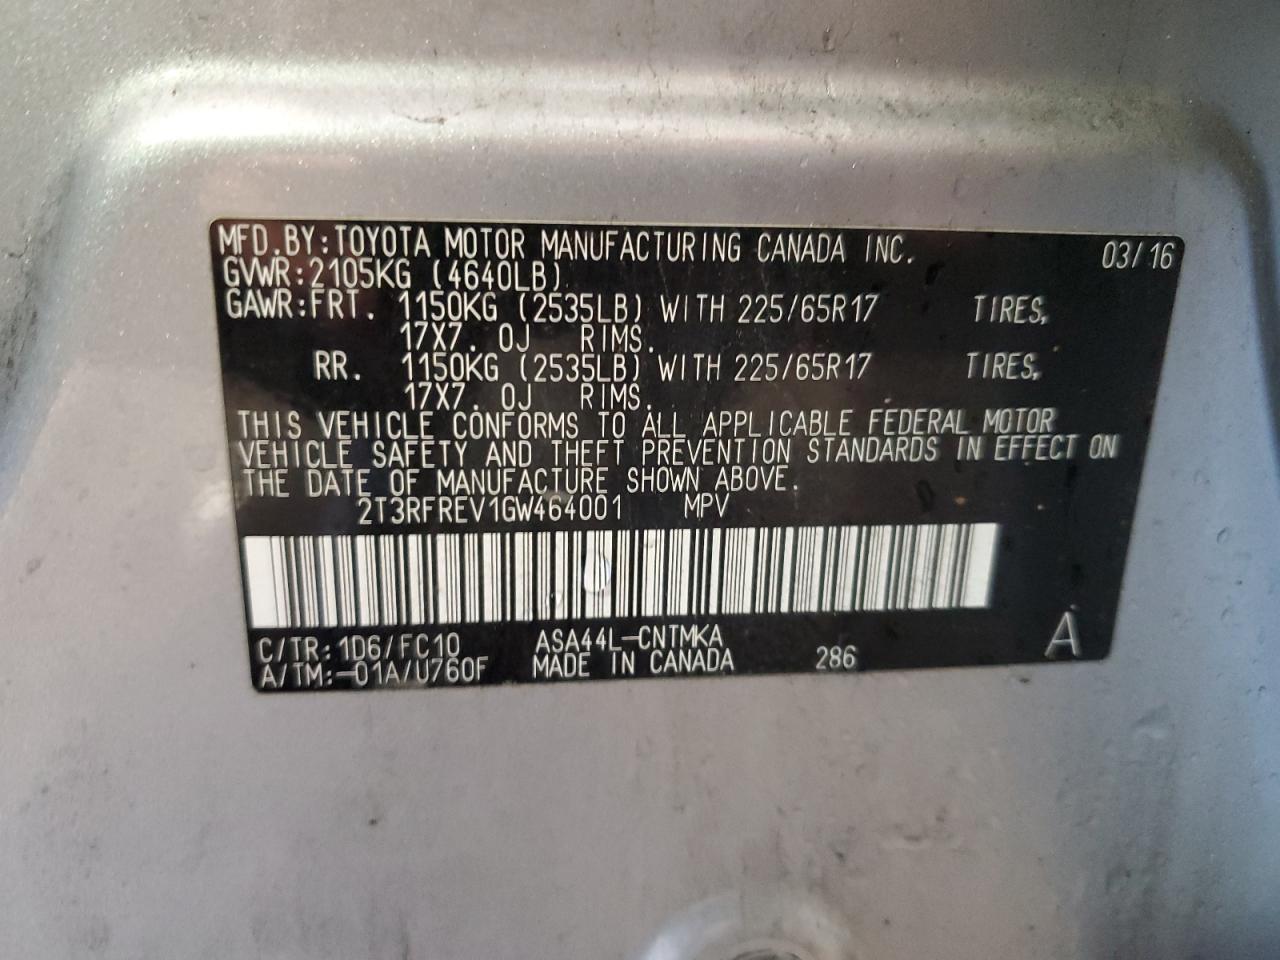 MFD.BY:TOYOTA MOTOR MANUFACTURING CANADA INC. 03/16
GVWR:2105KG (4640LB)
GAWR:FRT. 1150KG (2535LB) WITH 225/65R17 TIRES,
17X7.0J RIMS.
RR. 1150KG (2535LB) WITH 225/65R17 TIRES,
17X7.0J RIMS.
THIS VEHICLE CONFORMS TO ALL APPLICABLE FEDERAL MOTOR
VEHICLE SAFETY AND THEFT PREVENTION STANDARDS IN EFFECT ON
THE DATE OF MANUFACTURE SHOWN ABOVE.
2T3RFREV1GW464001 MPV
C/TR:1D6/FC10 ASA44L-CNTMKA
A/TM:-01A/U760F MADE IN CANADA 286 A